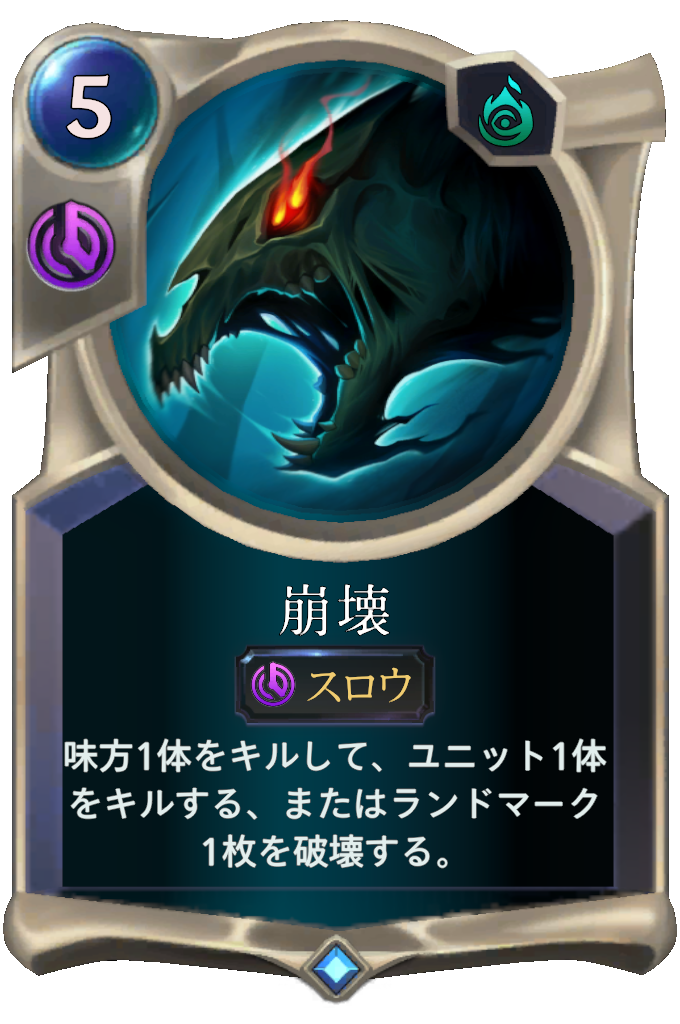 5
崩壊
スロウ
味方1体をキルして、ユニット1体
をキルする、またはランドマーク
1枚を破壊する。